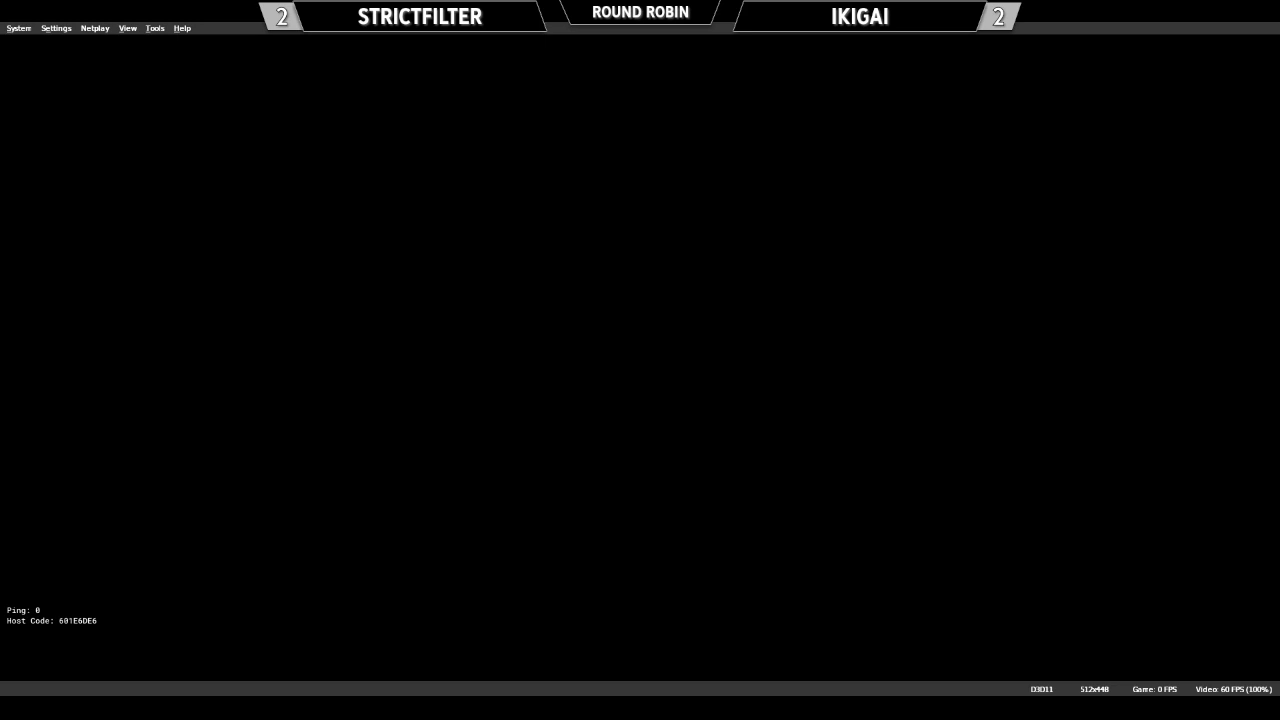 2 STRICTFILTER ROUND ROBIN IKIGAI 2
System Settings Netplay View Tools Help
Ping: 0
Host Code: 601E6DE6
D3D11 512x448 Game: 0 FPS Video: 60 FPS (100%)